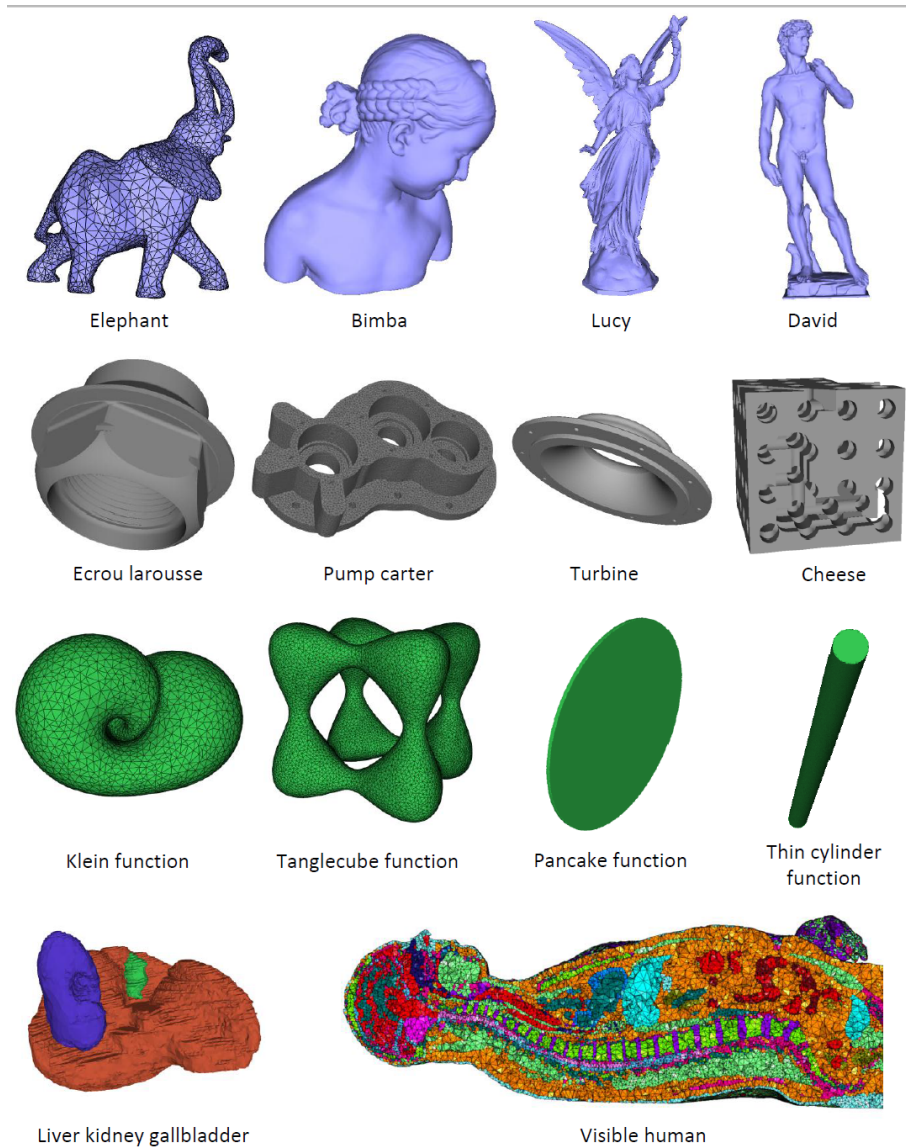 Elephant
Bimba
Lucy
David
Ecrou larousse
Pump carter
Turbine
Cheese
Klein function
Tanglecube function
Pancake function
Thin cylinder
function
Liver kidney gallbladder
Visible human